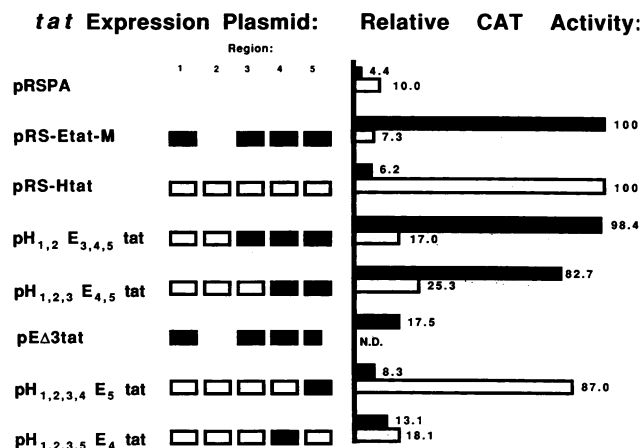 tat Expression Plasmid: Relative CAT Activity:
Region:
1 2 3 4 5
pRSPA 4.4
10.0
pRS-Etat-M 100
7.3
pRS-Htat 6.2
100
pH1,2 E3,4,5 tat 98.4
17.0
pH1,2,3 E4,5 tat 82.7
25.3
pEΔ3tat 17.5
N.D.
pH1,2,3,4 E5 tat 8.3
87.0
pH1,2,3,5 E4 tat 13.1
18.1